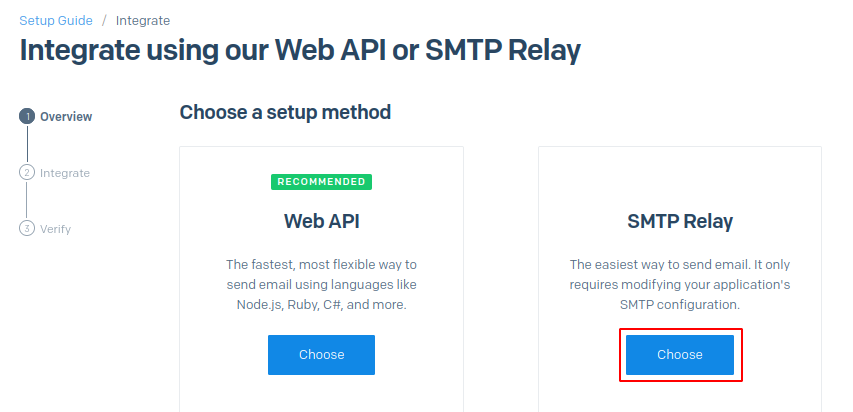 Setup Guide / Integrate
Integrate using our Web API or SMTP Relay
1 Overview
2 Integrate
3 Verify
Choose a setup method
RECOMMENDED
Web API
The fastest, most flexible way to
send email using languages like
Node.js, Ruby, C#, and more.
Choose
SMTP Relay
The easiest way to send email. It only
requires modifying your application's
SMTP configuration.
Choose